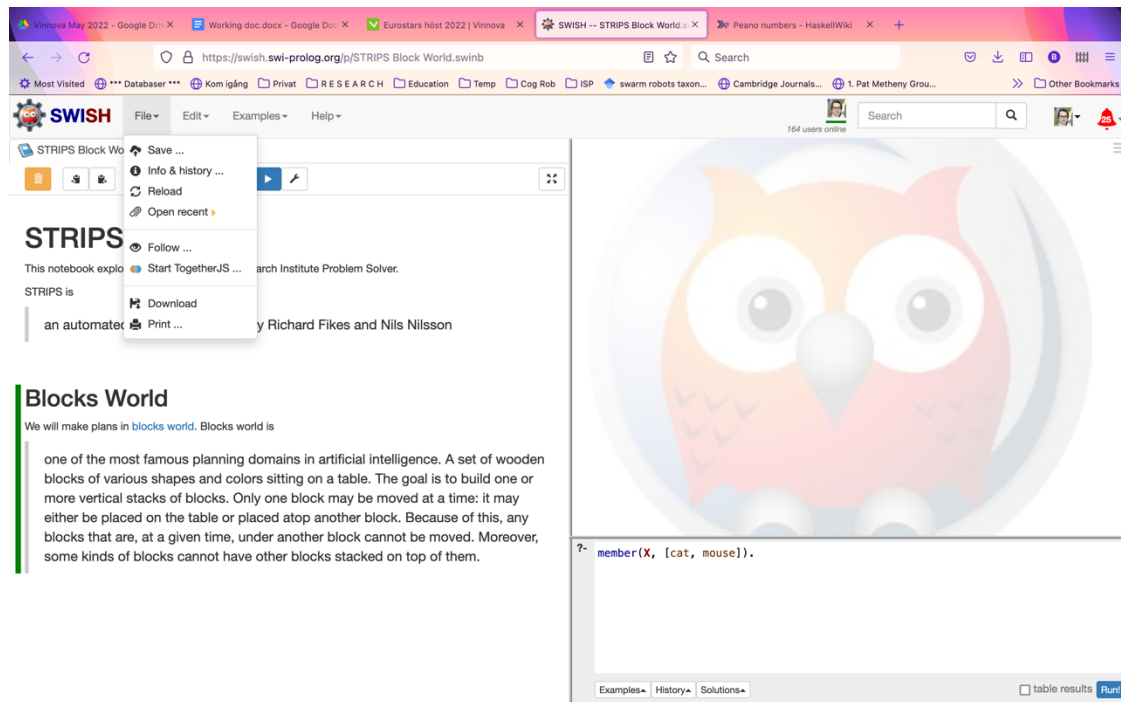 Vinnova May 2022 - Google Dri
Working doc.docx - Google Doc
Eurostars höst 2022 | Vinnova
SWISH -- STRIPS Block World.s
Peano numbers - HaskellWiki
https://swish.swi-prolog.org/p/STRIPS Block World.swinb
Search
Most Visited
*** Databaser ***
Kom igång
Privat
R E S E A R C H
Education
Temp
Cog Rob
ISP
swarm robots taxon...
Cambridge Journals...
1. Pat Metheny Grou...
Other Bookmarks
SWISH
File
Edit
Examples
Help
164 users online
Search
25
STRIPS Block Wo
Save ...
Info & history ...
Reload
Open recent
Follow ...
Start TogetherJS ...
Download
Print ...
STRIPS
This notebook explo arch Institute Problem Solver.
STRIPS is
an automated y Richard Fikes and Nils Nilsson
Blocks World
We will make plans in blocks world. Blocks world is
one of the most famous planning domains in artificial intelligence. A set of wooden
blocks of various shapes and colors sitting on a table. The goal is to build one or
more vertical stacks of blocks. Only one block may be moved at a time: it may
either be placed on the table or placed atop another block. Because of this, any
blocks that are, at a given time, under another block cannot be moved. Moreover,
some kinds of blocks cannot have other blocks stacked on top of them.
?- member(X, [cat, mouse]).
Examples
History
Solutions
table results
Run!